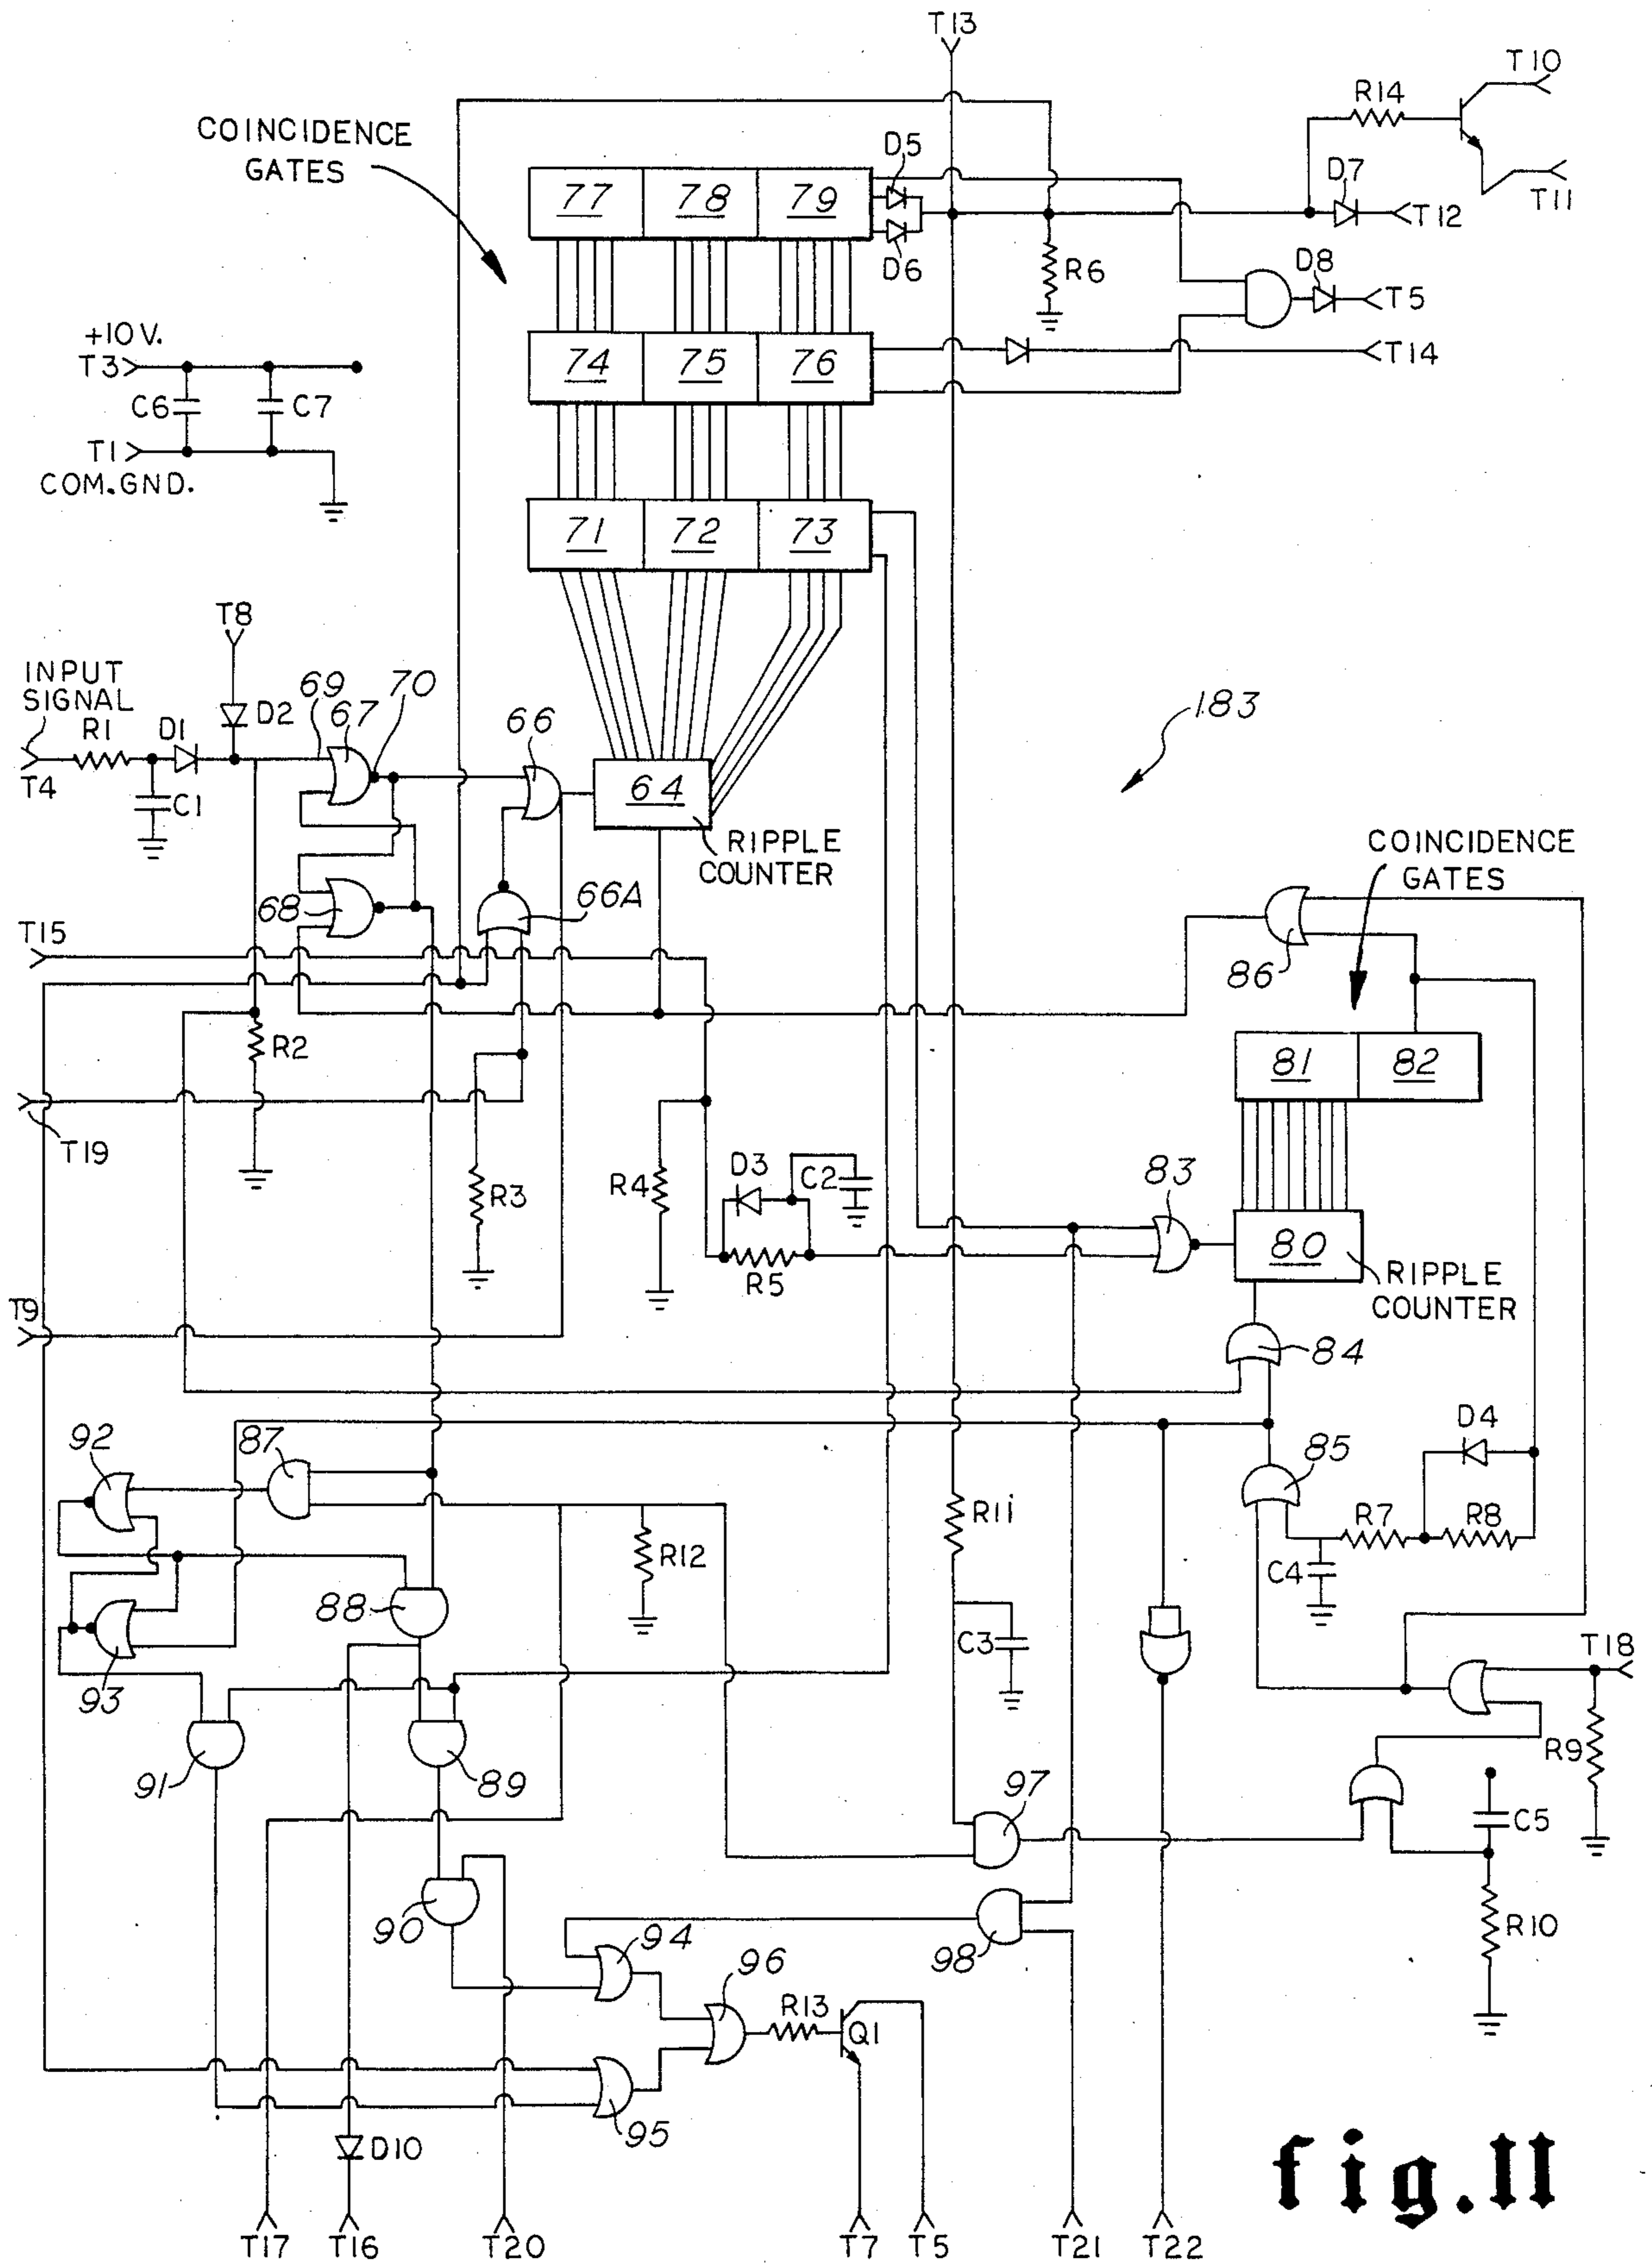 T13
T10
R14
COINCIDENCE
GATES
D5
D7
T11
77
78
79
T12
D6
R6
D8
T5
+10V.
T3
74
75
76
T14
C6
C7
T1
COM.GND.
71
72
73
T8
INPUT
SIGNAL
69
67
70
183
R1
D1
D2
66
T4
C1
64
RIPPLE
COUNTER
COINCIDENCE
GATES
68
66A
T15
86
R2
81
82
T19
R3
R4
D3
C2
83
80
R5
RIPPLE
COUNTER
T9
84
92
87
D4
85
R11
R7
R8
R12
C4
88
C3
T18
93
R9
91
89
97
C5
90
94
98
R10
96
R13
Q1
95
D10
fig.11
T17
T16
T20
T7
T5
T21
T22